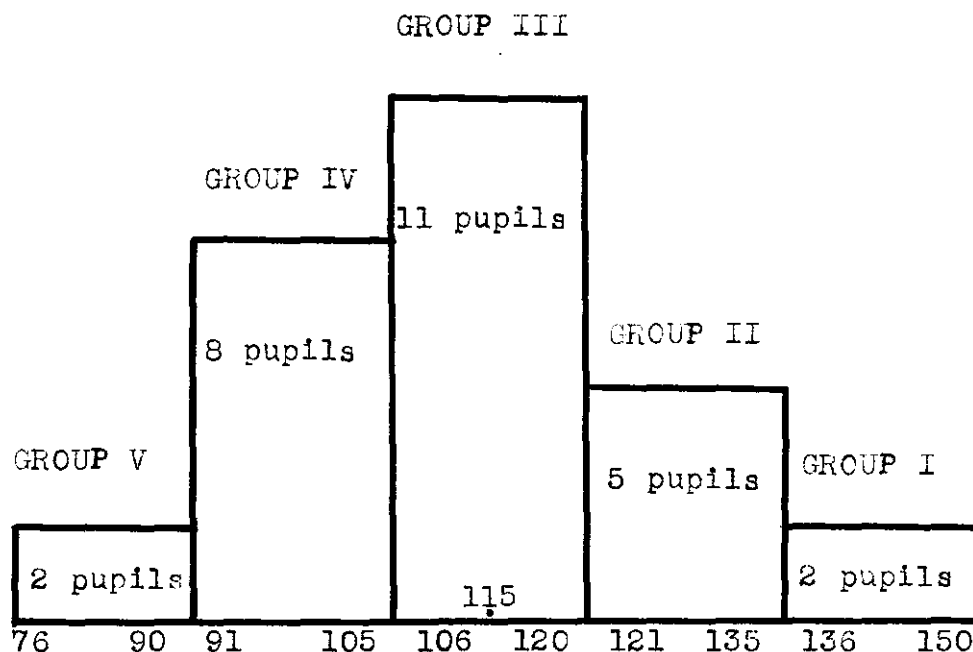 GROUP III
GROUP IV
11 pupils
GROUP II
8 pupils
GROUP V
GROUP I
5 pupils
2 pupils
115
2 pupils
76 90 91 105 106 120 121 135 136 150